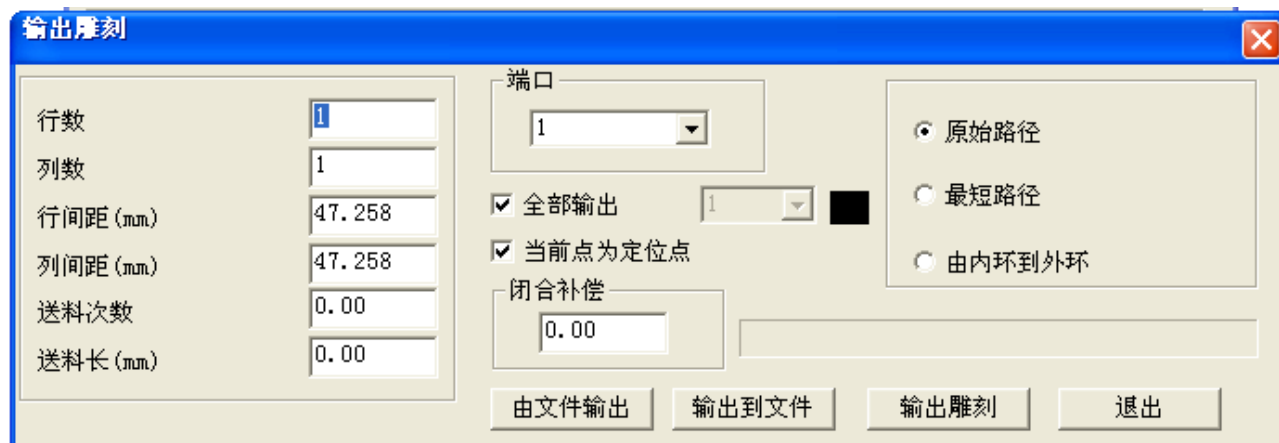 输出雕刻
行数 1
列数 1
行间距(mm) 47.258
列间距(mm) 47.258
送料次数 0.00
送料长(mm) 0.00
端口
1
全部输出 1
当前点为定位点
闭合补偿
0.00
原始路径
最短路径
由内环到外环
由文件输出 输出到文件 输出雕刻 退出